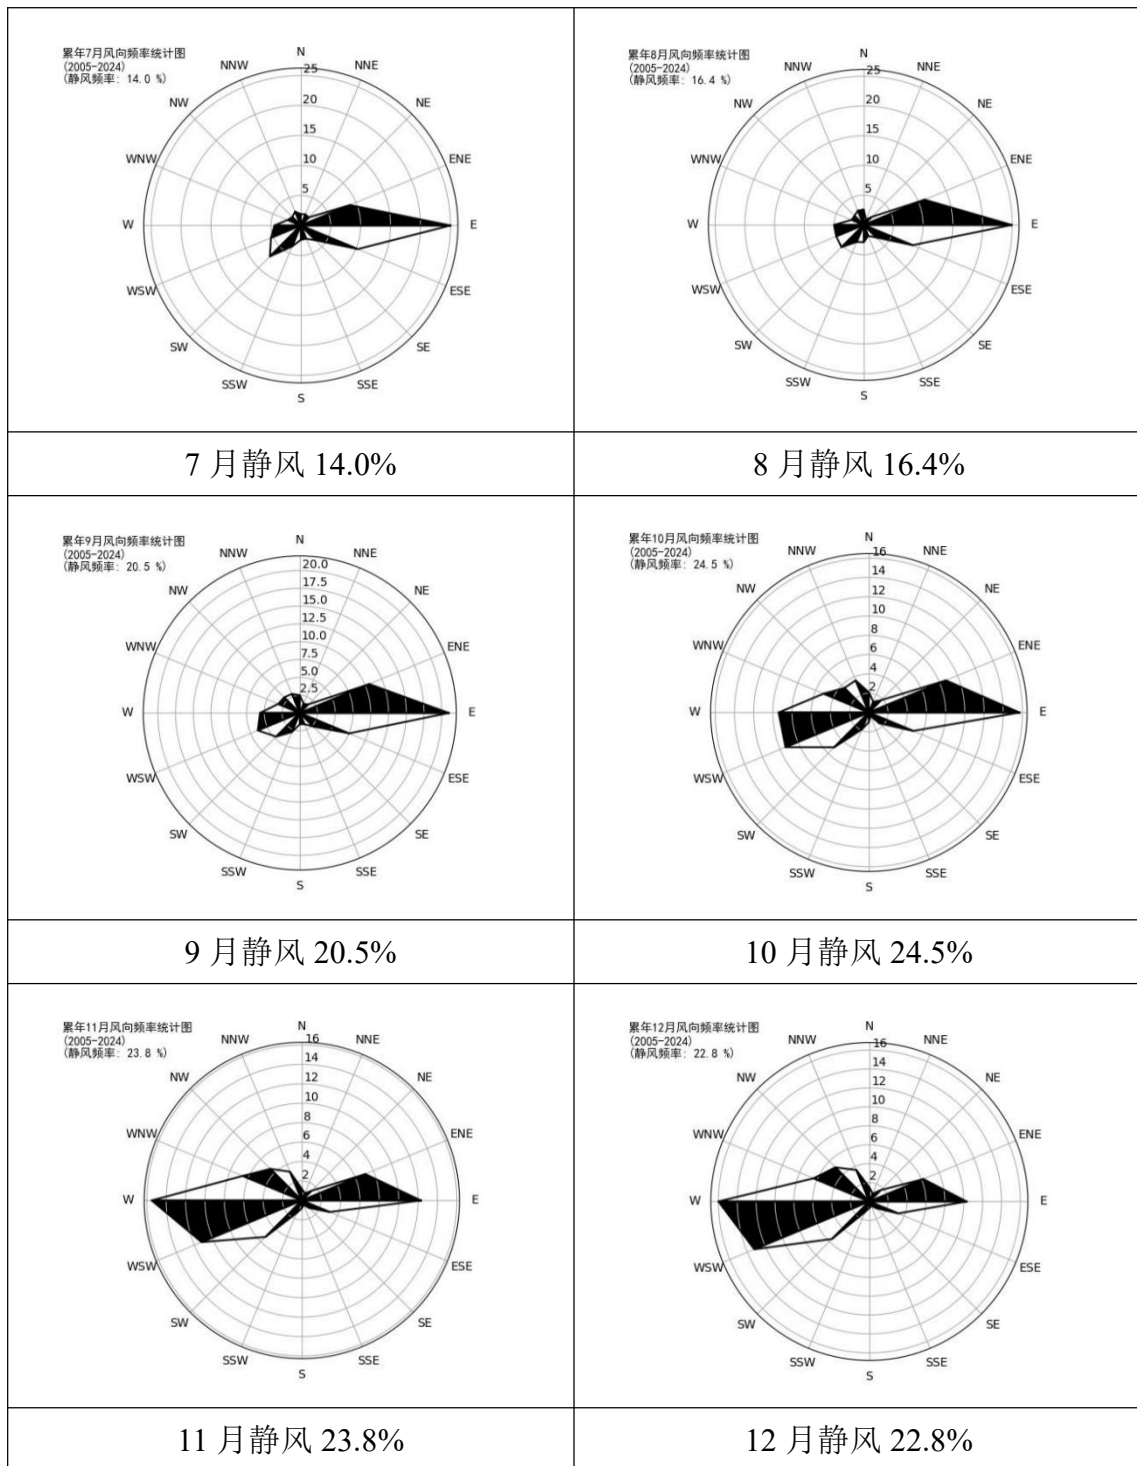 累年7月风向频率统计图
(2005-2024)
(静风频率: 14.0 %)
N
NNE
NE
ENE
E
ESE
SE
SSE
S
SSW
SW
WSW
W
WNW
NW
NNW
25
20
15
10
5
累年8月风向频率统计图
(2005-2024)
(静风频率: 16.4 %)
N
NNE
NE
ENE
E
ESE
SE
SSE
S
SSW
SW
WSW
W
WNW
NW
NNW
25
20
15
10
5
7 月静风 14.0%
8 月静风 16.4%
累年9月风向频率统计图
(2005-2024)
(静风频率: 20.5 %)
N
NNE
NE
ENE
E
ESE
SE
SSE
S
SSW
SW
WSW
W
WNW
NW
NNW
20.0
17.5
15.0
12.5
10.0
7.5
5.0
2.5
累年10月风向频率统计图
(2005-2024)
(静风频率: 24.5 %)
N
NNE
NE
ENE
E
ESE
SE
SSE
S
SSW
SW
WSW
W
WNW
NW
NNW
16
14
12
10
8
6
4
2
9 月静风 20.5%
10 月静风 24.5%
累年11月风向频率统计图
(2005-2024)
(静风频率: 23.8 %)
N
NNE
NE
ENE
E
ESE
SE
SSE
S
SSW
SW
WSW
W
WNW
NW
NNW
16
14
12
10
8
6
4
2
累年12月风向频率统计图
(2005-2024)
(静风频率: 22.8 %)
N
NNE
NE
ENE
E
ESE
SE
SSE
S
SSW
SW
WSW
W
WNW
NW
NNW
16
14
12
10
8
6
4
2
11 月静风 23.8%
12 月静风 22.8%